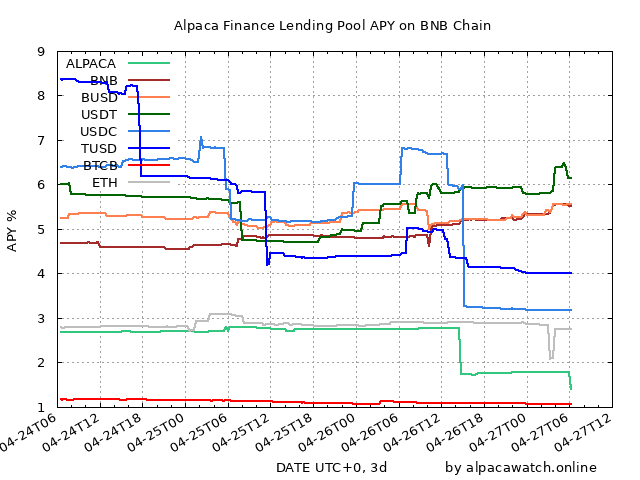 Alpaca Finance Lending Pool APY on BNB Chain
APY %
9
8
7
6
5
4
3
2
1
ALPACA
BNB
BUSD
USDT
USDC
TUSD
BTCB
ETH
04-24T06
04-24T12
04-24T18
04-25T00
04-25T06
04-25T12
04-25T18
04-26T00
04-26T06
04-26T12
04-26T18
04-27T00
04-27T06
04-27T12
DATE UTC+0, 3d
by alpacawatch.online